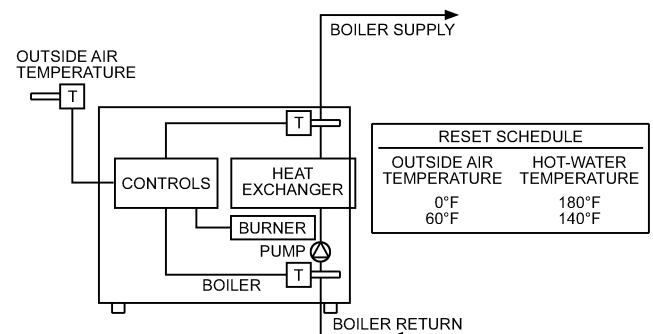 BOILER SUPPLY
OUTSIDE AIR
TEMPERATURE
T
T
RESET SCHEDULE
OUTSIDE AIR
TEMPERATURE
HOT-WATER
TEMPERATURE
0°F
180°F
60°F
140°F
CONTROLS
HEAT
EXCHANGER
BURNER
PUMP
T
BOILER
BOILER RETURN